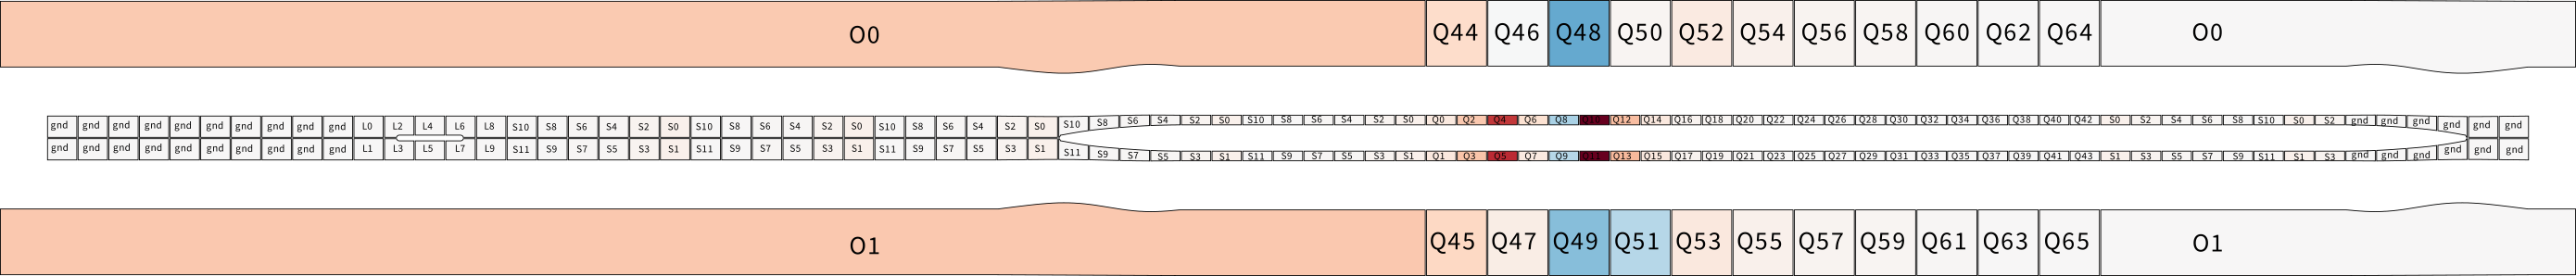 O0 Q44 Q46 Q48 Q50 Q52 Q54 Q56 Q58 Q60 Q62 Q64 O0
gnd gnd gnd gnd gnd gnd gnd gnd gnd gnd L0 L2 L4 L6 L8 S10 S8 S6 S4 S2 S0 S10 S8 S6 S4 S2 S0 S10 S8 S6 S4 S2 S0 S10 S8 S6 S4 S2 S0 S10 S8 S6 S4 S2 S0 Q0 Q2 Q4 Q6 Q8 Q10 Q12 Q14 Q16 Q18 Q20 Q22 Q24 Q26 Q28 Q30 Q32 Q34 Q36 Q38 Q40 Q42 S0 S2 S4 S6 S8 S10 S0 S2 gnd gnd gnd gnd gnd gnd
gnd gnd gnd gnd gnd gnd gnd gnd gnd gnd L1 L3 L5 L7 L9 S11 S9 S7 S5 S3 S1 S11 S9 S7 S5 S3 S1 S11 S9 S7 S5 S3 S1 S11 S9 S7 S5 S3 S1 S11 S9 S7 S5 S3 S1 Q1 Q3 Q5 Q7 Q9 Q11 Q13 Q15 Q17 Q19 Q21 Q23 Q25 Q27 Q29 Q31 Q33 Q35 Q37 Q39 Q41 Q43 S1 S3 S5 S7 S9 S11 S1 S3 gnd gnd gnd gnd gnd gnd
O1 Q45 Q47 Q49 Q51 Q53 Q55 Q57 Q59 Q61 Q63 Q65 O1